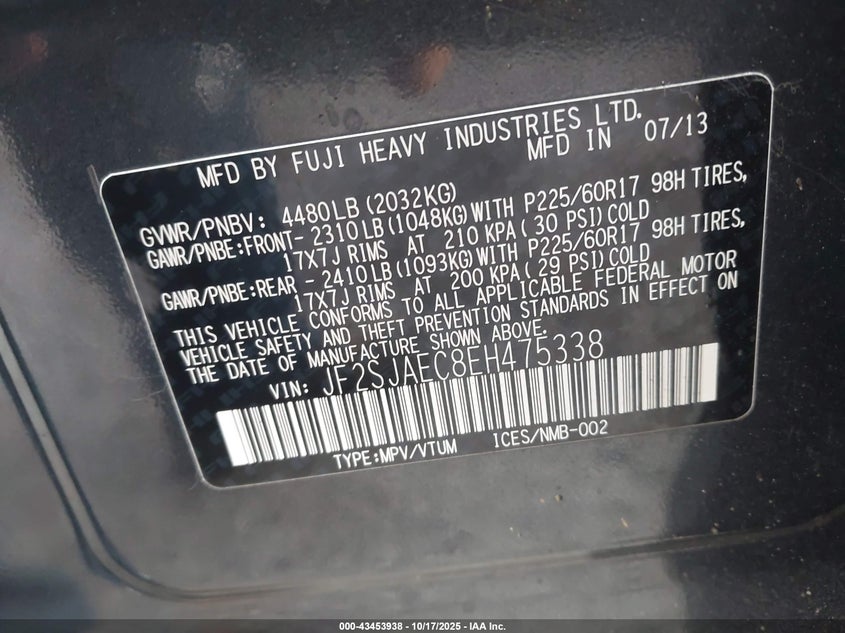 MFD BY FUJI HEAVY INDUSTRIES LTD.
MFD IN 07/13
GVWR/PNBV: 4480LB(2032KG)
GAWR/PNBE:FRONT-2310LB(1048KG)WITH P225/60R17 98H TIRES,
17X7J RIMS AT 210 KPA(30 PSI)COLD
GAWR/PNBE:REAR -2410LB(1093KG)WITH P225/60R17 98H TIRES,
17X7J RIMS AT 200 KPA(29 PSI)COLD
THIS VEHICLE CONFORMS TO ALL APPLICABLE FEDERAL MOTOR
VEHICLE SAFETY AND THEFT PREVENTION STANDARDS IN EFFECT ON
THE DATE OF MANUFACTURE SHOWN ABOVE.
VIN: JF2SJAEC8EH475338
TYPE:MPV/VTUM ICES/NMB-002
000-43453938 - 10/17/2025 - IAA Inc.